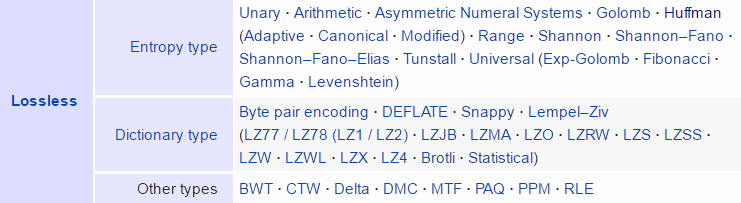 Lossless
Entropy type
Unary · Arithmetic · Asymmetric Numeral Systems · Golomb · Huffman
(Adaptive · Canonical · Modified) · Range · Shannon · Shannon–Fano ·
Shannon–Fano–Elias · Tunstall · Universal (Exp-Golomb · Fibonacci ·
Gamma · Levenshtein)
Dictionary type
Byte pair encoding · DEFLATE · Snappy · Lempel–Ziv
(LZ77 / LZ78 (LZ1 / LZ2) · LZJB · LZMA · LZO · LZRW · LZS · LZSS ·
LZW · LZWL · LZX · LZ4 · Brotli · Statistical)
Other types
BWT · CTW · Delta · DMC · MTF · PAQ · PPM · RLE